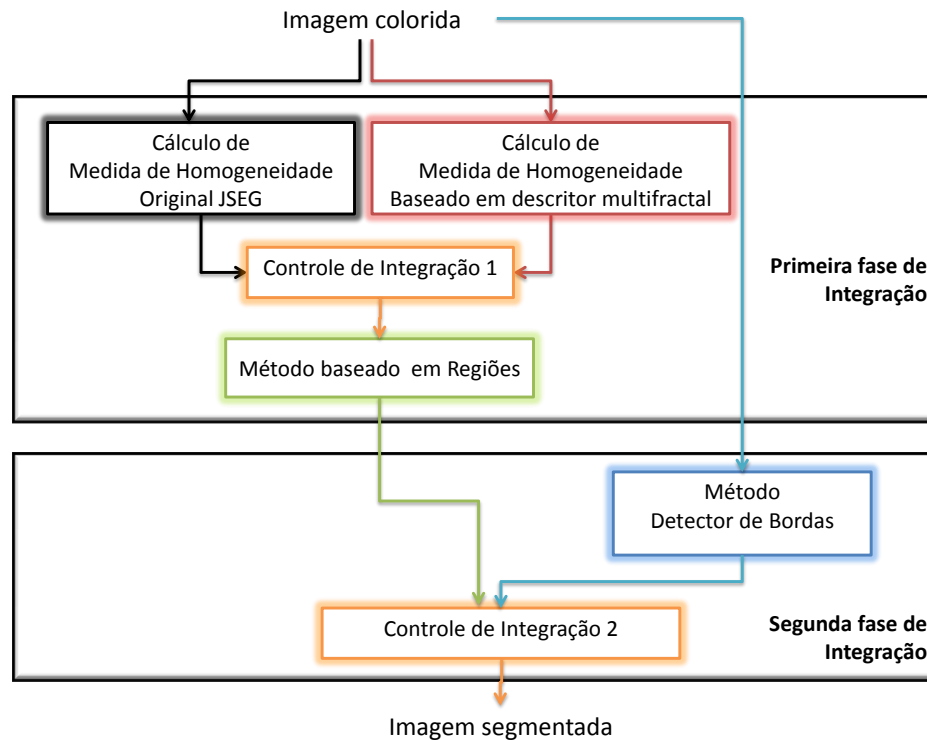 Imagem colorida
Cálculo de
Medida de Homogeneidade
Original JSEG
Cálculo de
Medida de Homogeneidade
Baseado em descritor multifractal
Controle de Integração 1
Primeira fase de
Integração
Método baseado em Regiões
Método
Detector de Bordas
Controle de Integração 2
Segunda fase de
Integração
Imagem segmentada